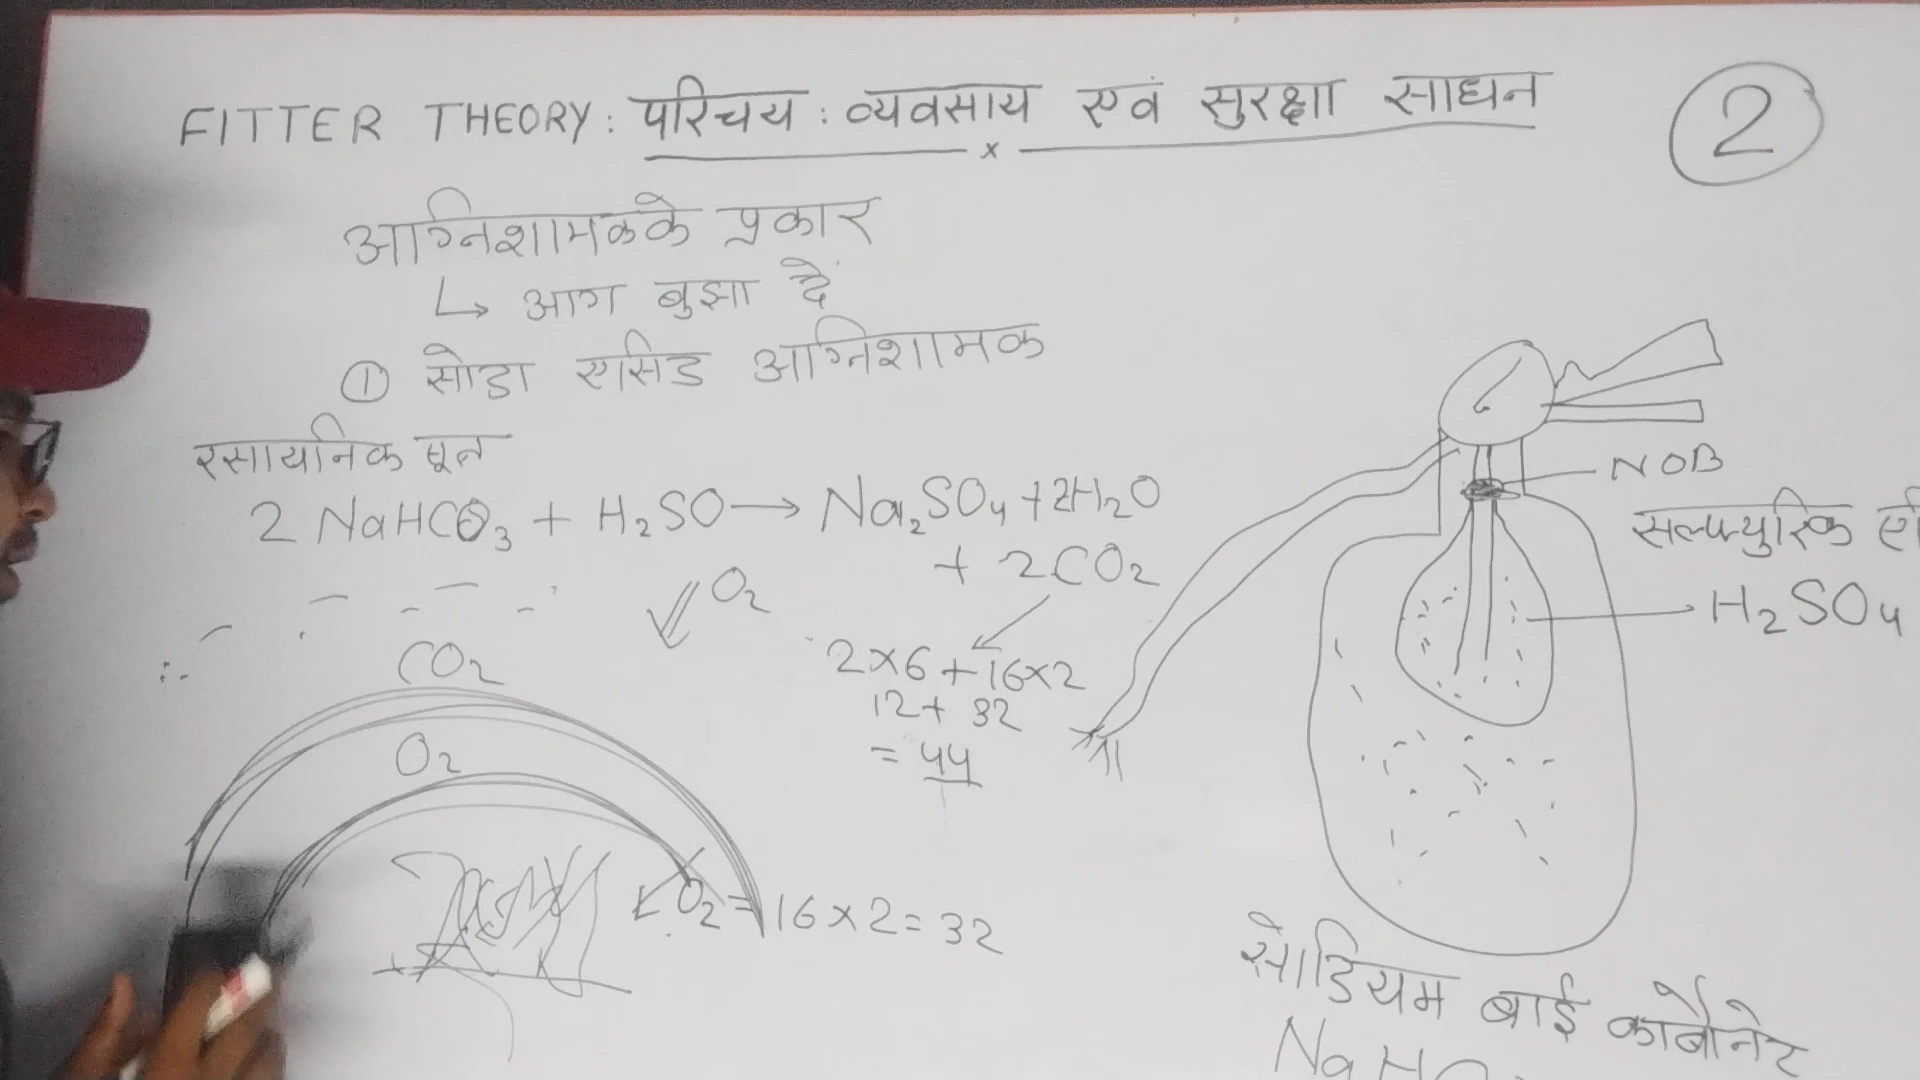 FITTER THEORY: परिचय : व्यवसाय एवं सुरक्षा साधन
2
अग्निशामकके प्रकार
↳ आग बुझा दें
① सोडा एसिड अग्निशामक
रसायनिक सूत्र
2 NaHCO3 + H2SO → Na2SO4 + 2H2O
+ 2CO2
O2
CO2
2×6+16×2
12+ 32
= 44
O2
O2 = 16×2=32
NOB
सल्फ्युरिक
H2SO4
सोडियम बाई कार्बोनेट